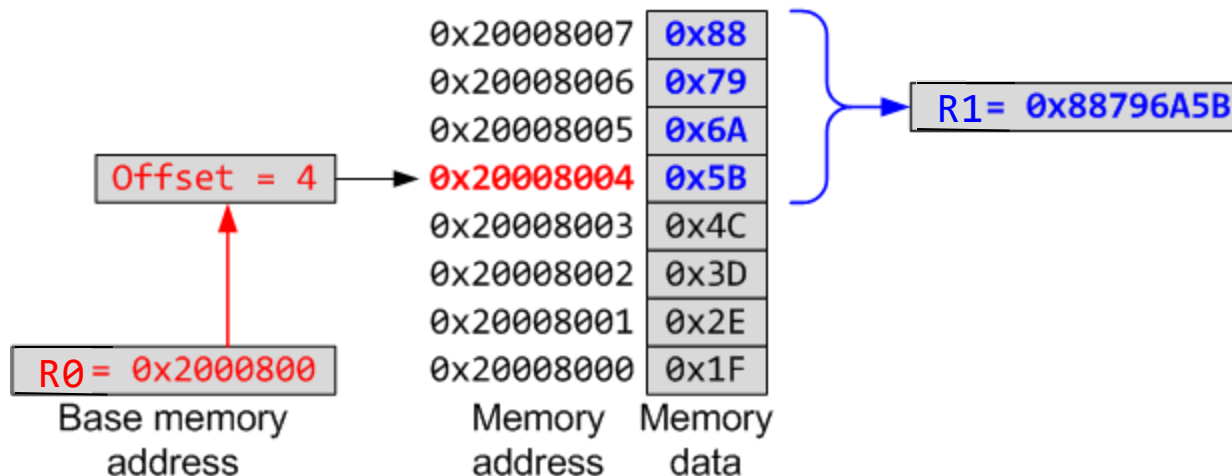 0x20008007 0x88
0x20008006 0x79
R1= 0x88796A5B
0x20008005 0x6A
Offset = 4
0x20008004 0x5B
0x20008003 0x4C
0x20008002 0x3D
0x20008001 0x2E
R0= 0x2000800
0x20008000 0x1F
Base memory
address
Memory
address
Memory
data